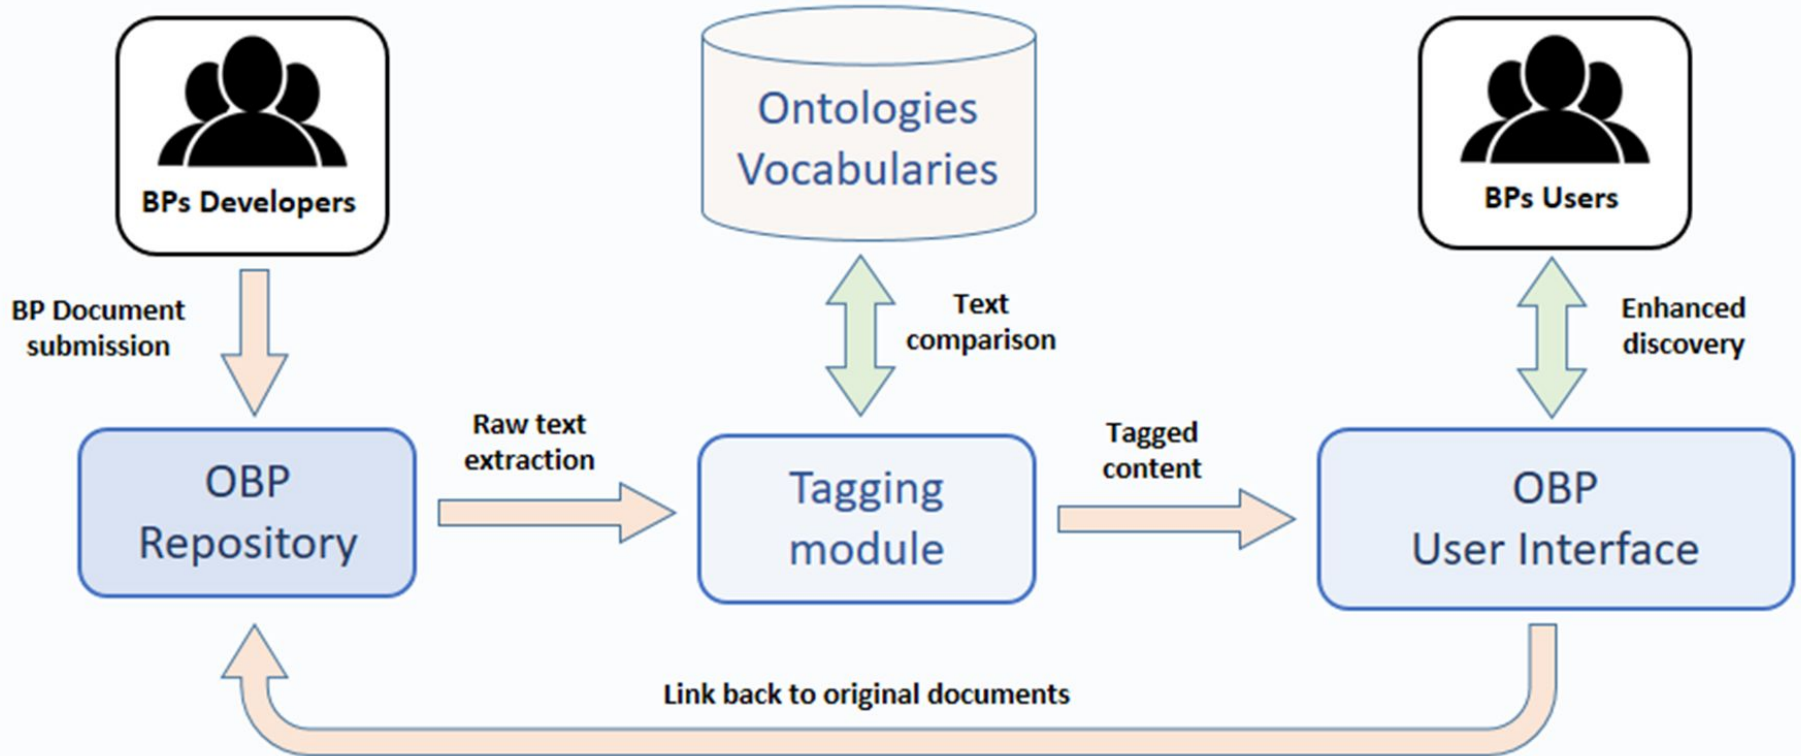 BPs Developers
Ontologies
Vocabularies
BPs Users
BP Document
submission
Text
comparison
Enhanced
discovery
OBP
Repository
Raw text
extraction
Tagging
module
Tagged
content
OBP
User Interface
Link back to original documents